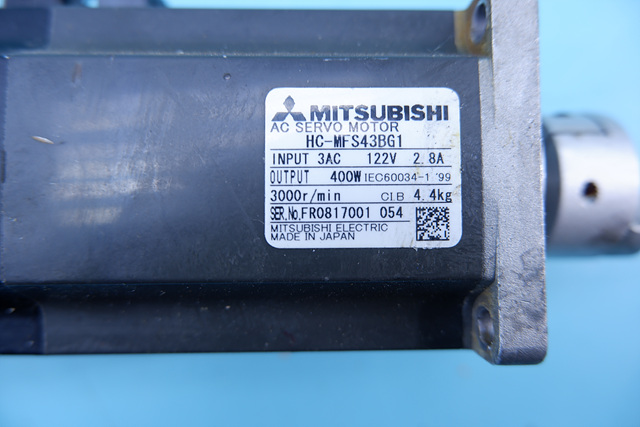 MITSUBISHI
AC SERVO MOTOR
HC-MFS43BG1
INPUT 3AC 122V 2.8A
OUTPUT 400W IEC60034-1 '99
3000r/min Cl.B 4.4kg
SER.No.FR0817001 054
MITSUBISHI ELECTRIC
MADE IN JAPAN